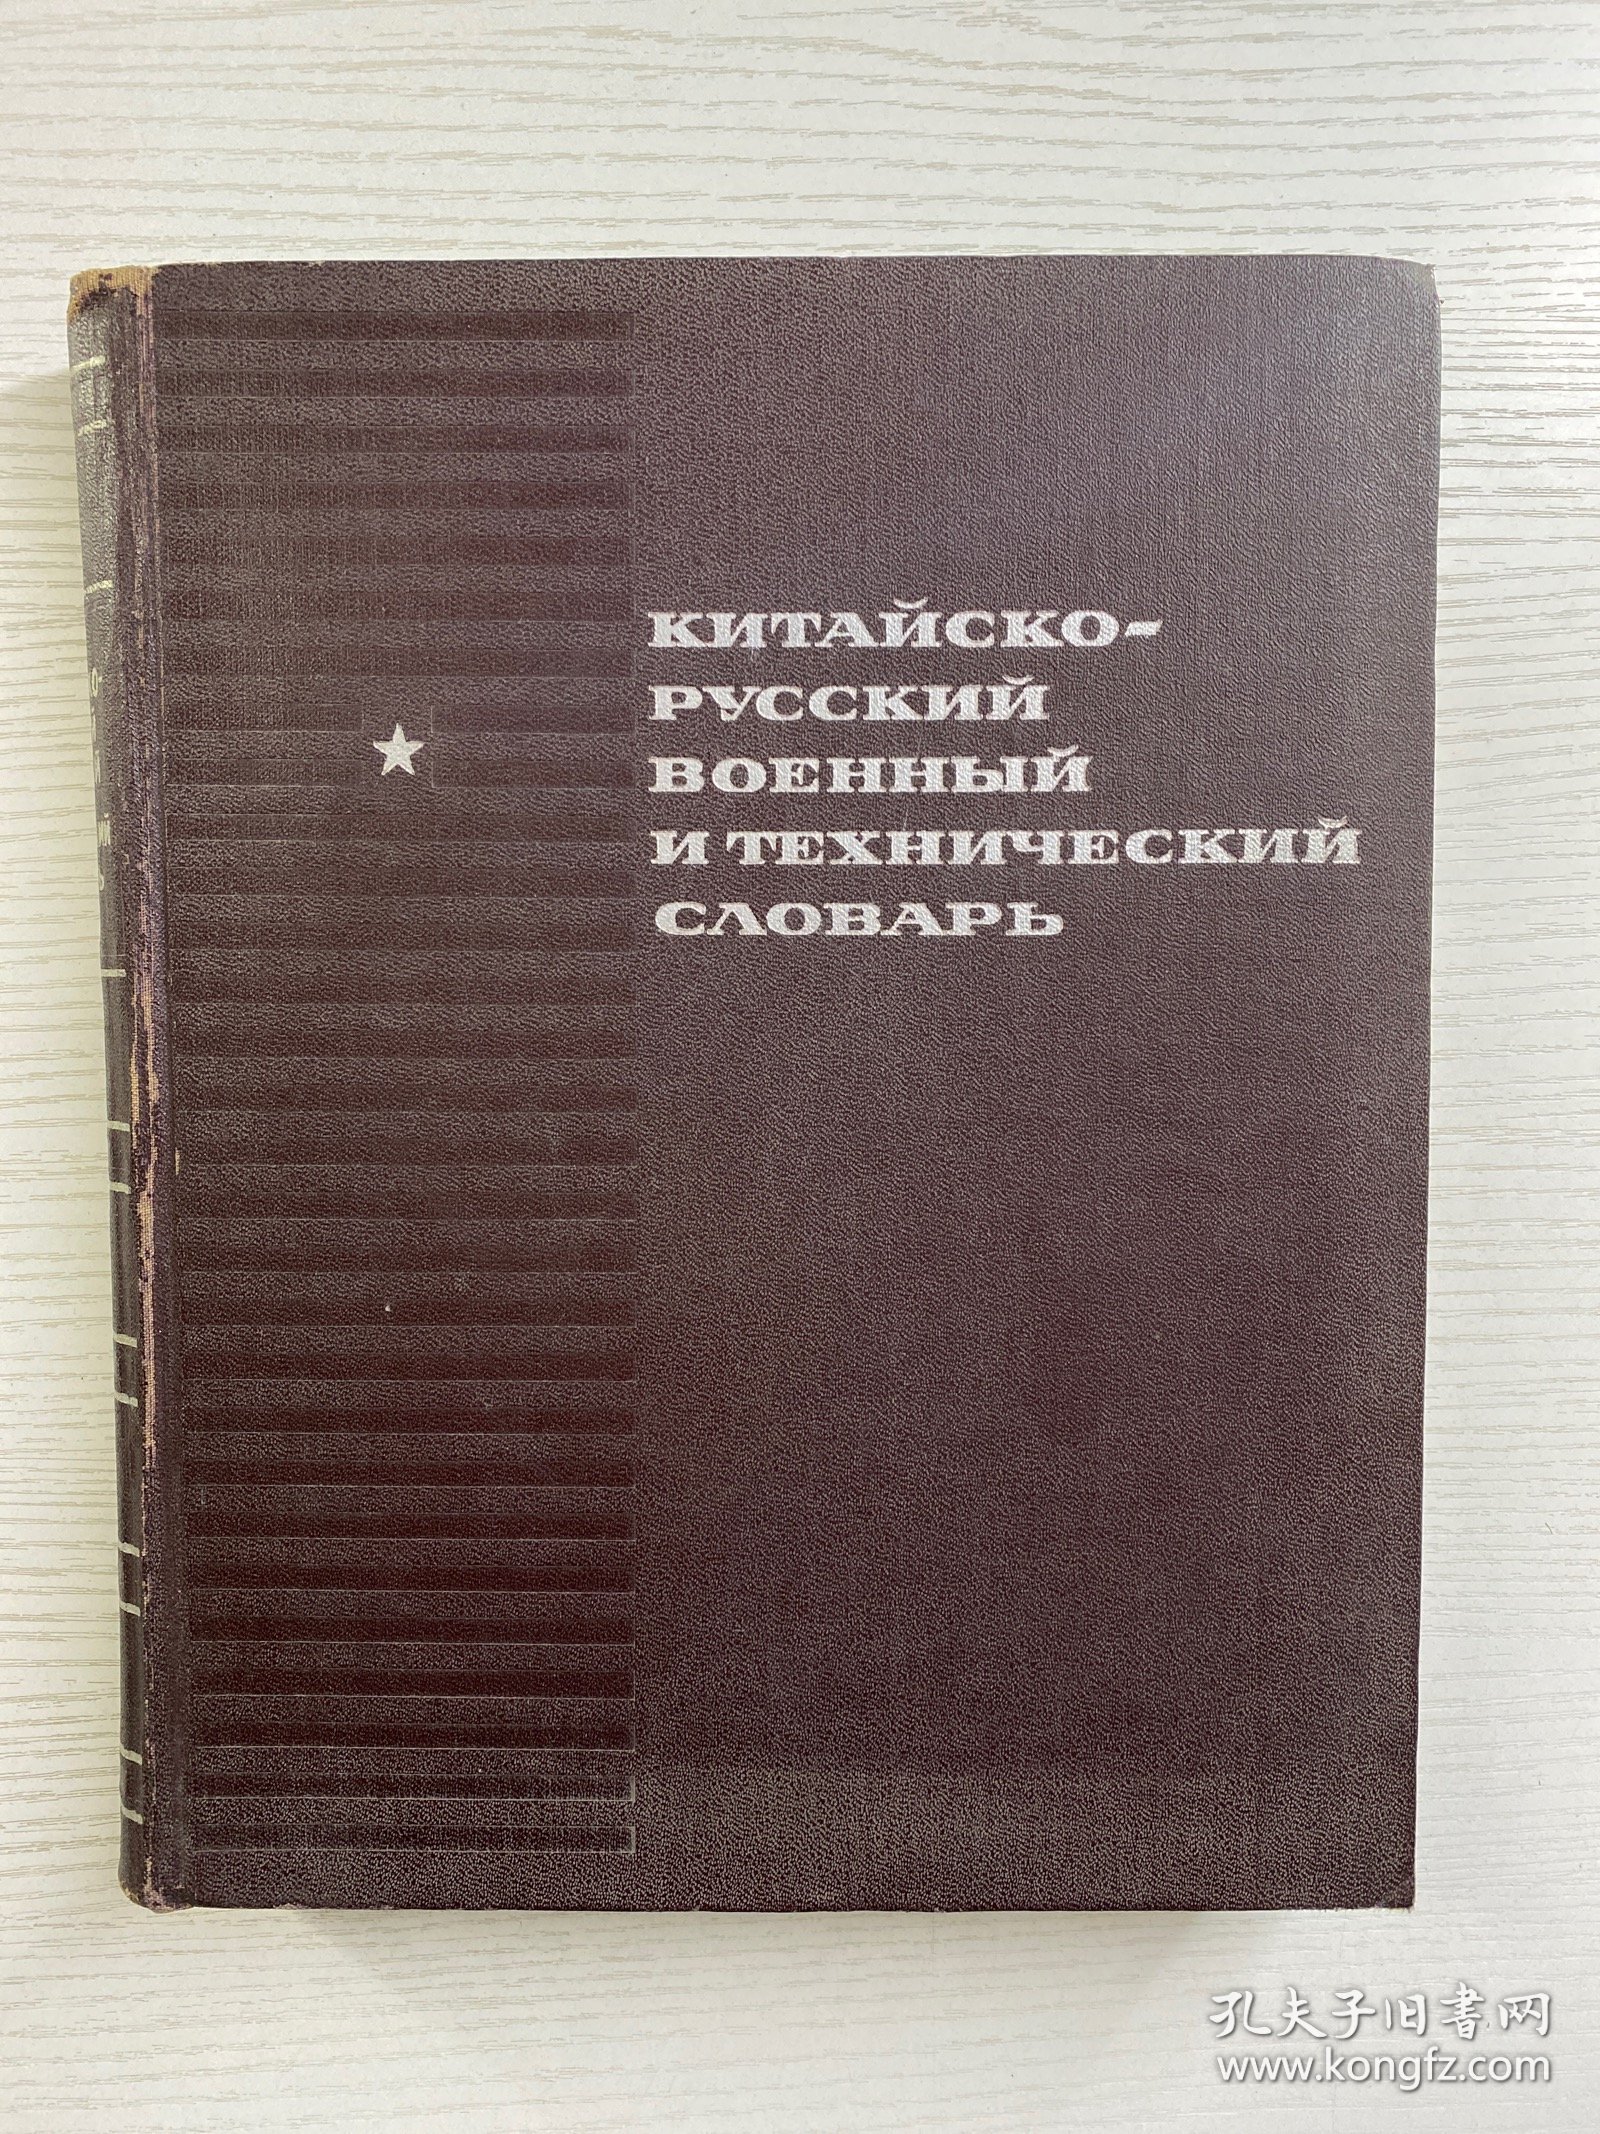 КИТАЙСКО-
РУССКИЙ
ВОЕННЫЙ
И ТЕХНИЧЕСКИЙ
СЛОВАРЬ
孔夫子旧书网
www.kongfz.com